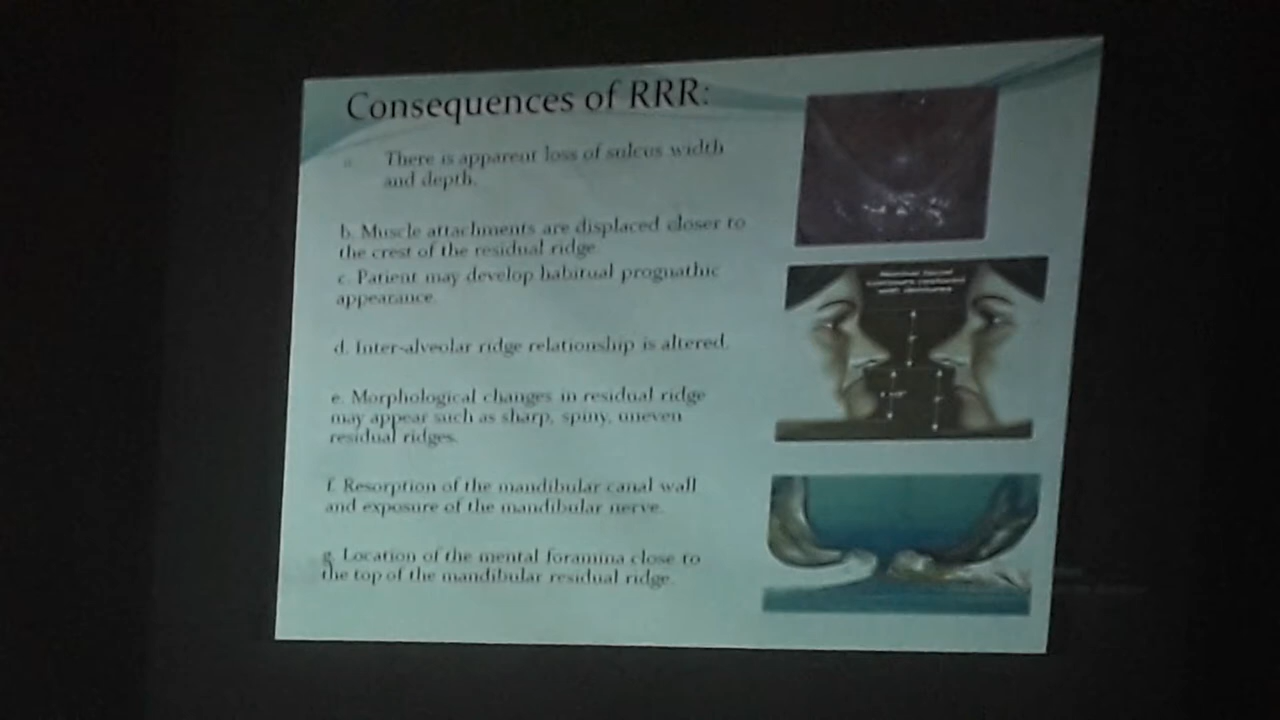 Consequences of RRR:
There is apparent loss of sulcus width
and depth.
b. Muscle attachments are displaced closer to
the crest of the residual ridge.
c. Patient may develop habitual prognathic
appearance.
d. Inter-alveolar ridge relationship is altered.
e. Morphological changes in residual ridge
may appear such as sharp, spiny, uneven
residual ridges.
f. Resorption of the mandibular canal wall
and exposure of the mandibular nerve.
g. Location of the mental foramina close to
the top of the mandibular residual ridge.
contours
with dentures